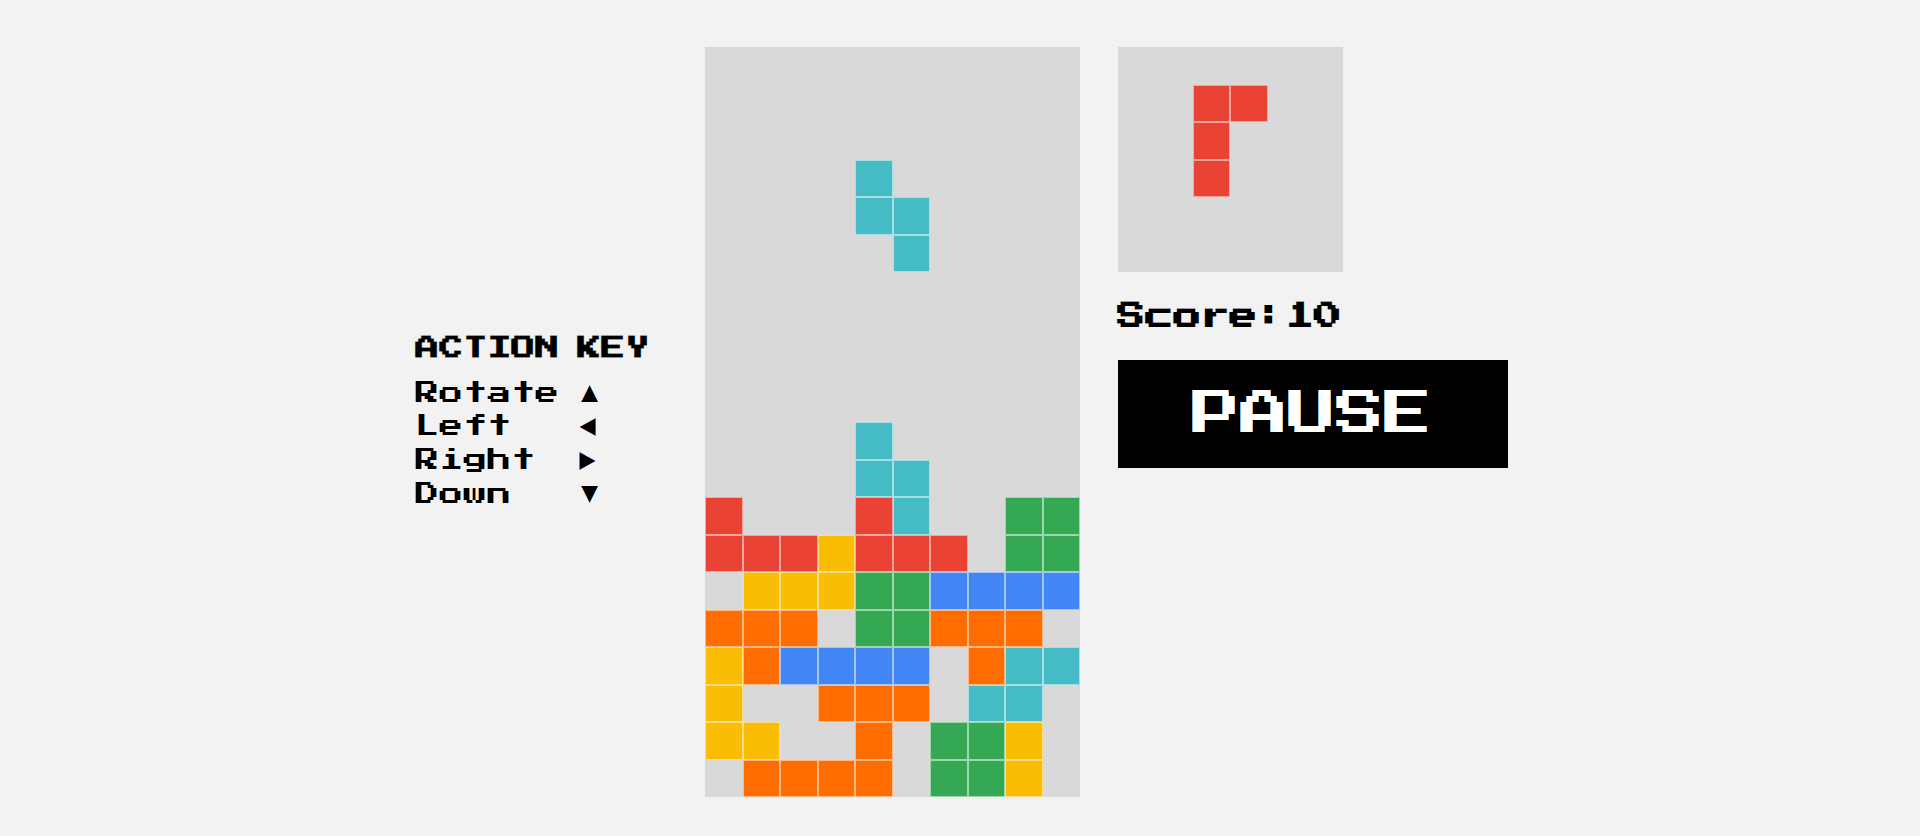 ACTION KEY
Rotate ▲
Left ◄
Right ►
Down ▼
Score: 10
PAUSE